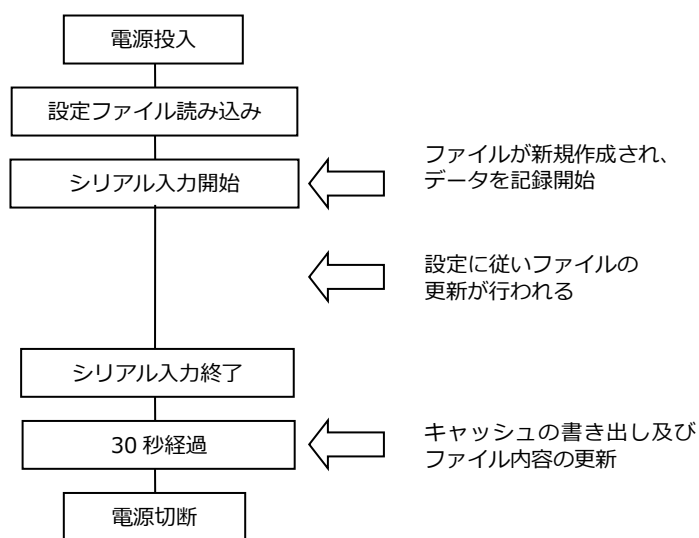 電源投入
設定ファイル読み込み
シリアル入力開始
ファイルが新規作成され、
データを記録開始
設定に従いファイルの
更新が行われる
シリアル入力終了
30 秒経過
キャッシュの書き出し及び
ファイル内容の更新
電源切断